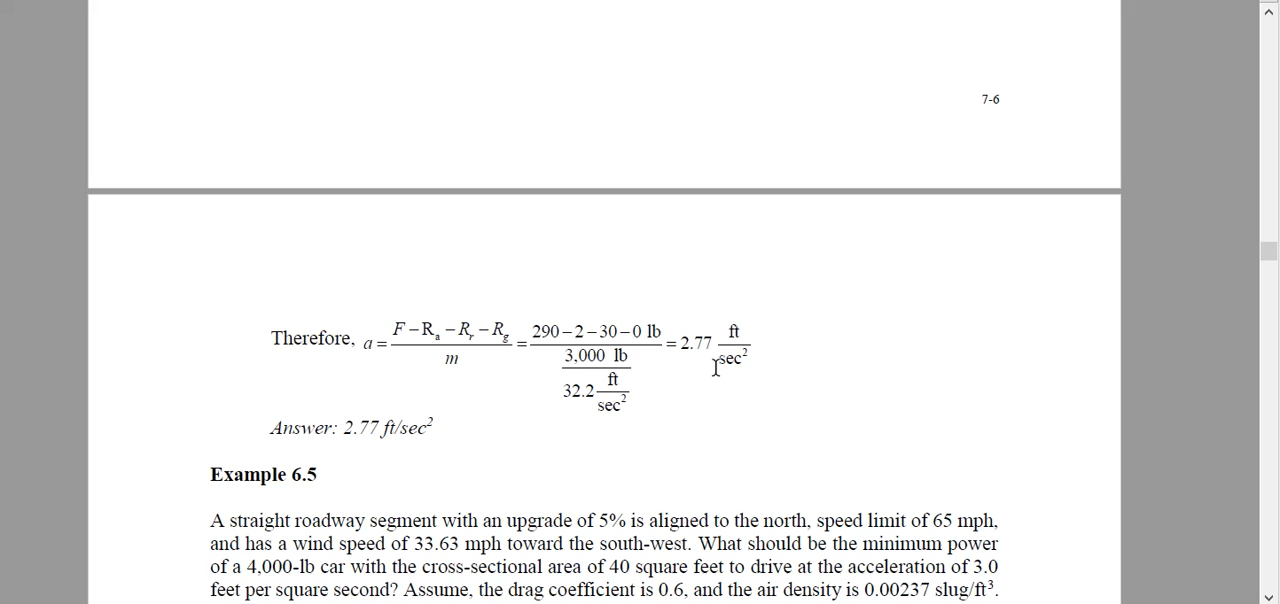 7-6
Therefore, a = (F − Rₐ − Rᵣ − R_g)/m = (290 − 2 − 30 − 0 lb)/(3,000 lb/(32.2 ft/sec²)) = 2.77 ft/sec²
Answer: 2.77 ft/sec²
Example 6.5
A straight roadway segment with an upgrade of 5% is aligned to the north, speed limit of 65 mph,
and has a wind speed of 33.63 mph toward the south-west. What should be the minimum power
of a 4,000-lb car with the cross-sectional area of 40 square feet to drive at the acceleration of 3.0
feet per square second? Assume, the drag coefficient is 0.6, and the air density is 0.00237 slug/ft³.